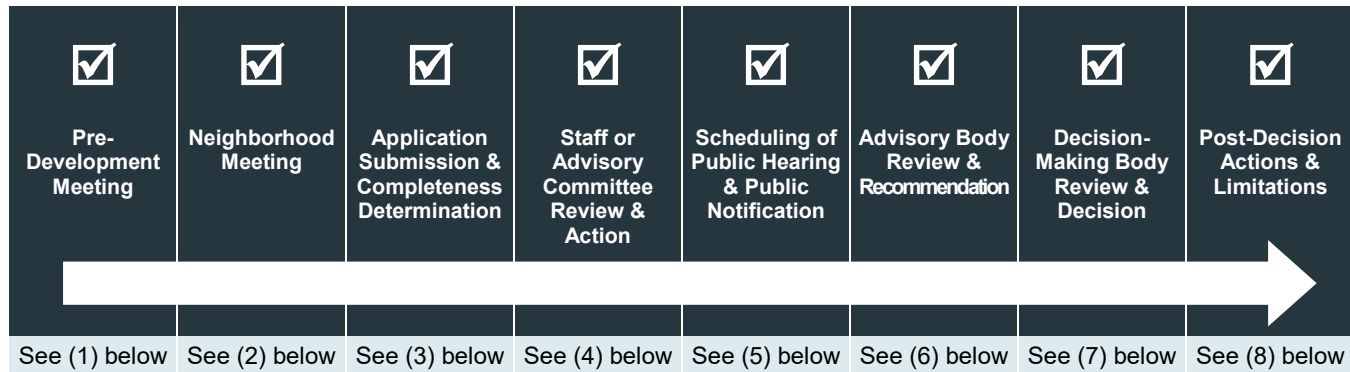 Pre-
Development
Meeting
Neighborhood
Meeting
Application
Submission &
Completeness
Determination
Staff or
Advisory
Committee
Review &
Action
Scheduling of
Public Hearing
& Public
Notification
Advisory Body
Review &
Recommendation
Decision-
Making Body
Review &
Decision
Post-Decision
Actions &
Limitations
See (1) below
See (2) below
See (3) below
See (4) below
See (5) below
See (6) below
See (7) below
See (8) below